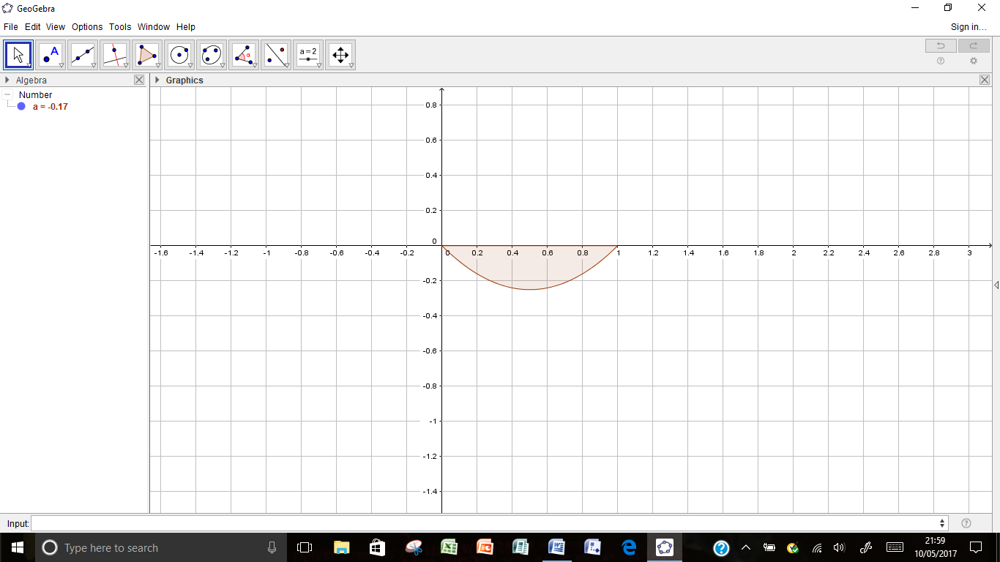 GeoGebra
File Edit View Options Tools Window Help Sign in...
A α a = 2
Algebra
Graphics
Number
a = -0.17
0.8
0.6
0.4
0.2
0
-1.6 -1.4 -1.2 -1 -0.8 -0.6 -0.4 -0.2 0 0.2 0.4 0.6 0.8 1 1.2 1.4 1.6 1.8 2 2.2 2.4 2.6 2.8 3
-0.2
-0.4
-0.6
-0.8
-1
-1.2
-1.4
Input:
Type here to search
21:59
10/05/2017